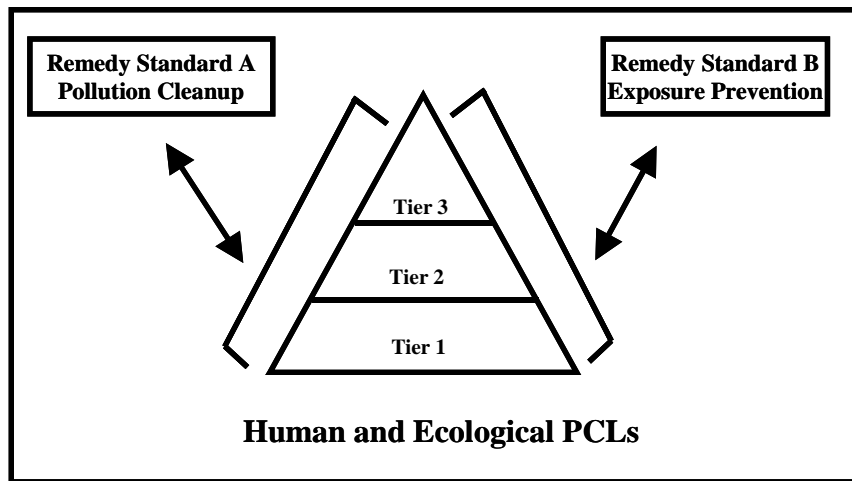 Remedy Standard A
Pollution Cleanup
Remedy Standard B
Exposure Prevention
Tier 3
Tier 2
Tier 1
Human and Ecological PCLs